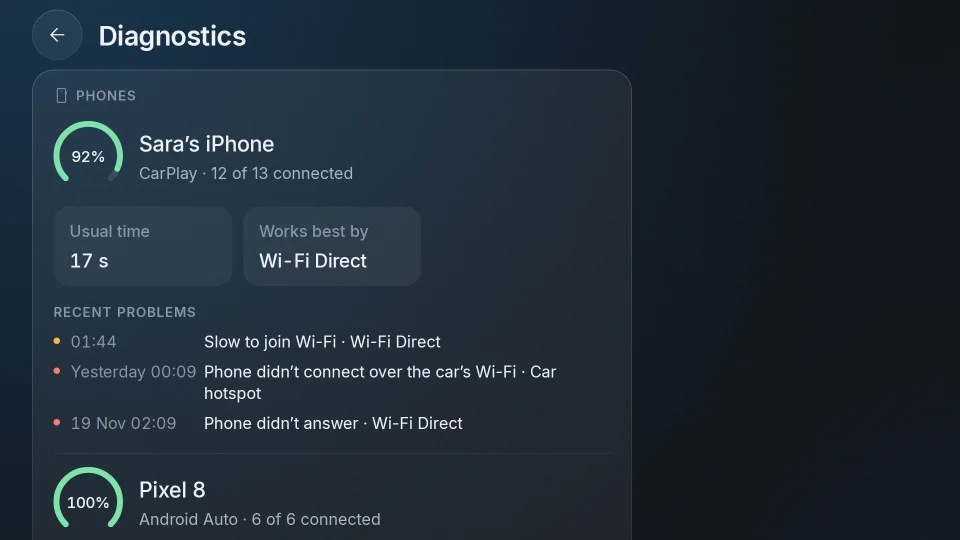 Diagnostics
PHONES
92%
Sara’s iPhone
CarPlay · 12 of 13 connected
Usual time
17 s
Works best by
Wi-Fi Direct
RECENT PROBLEMS
01:44 Slow to join Wi-Fi · Wi-Fi Direct
Yesterday 00:09 Phone didn’t connect over the car’s Wi-Fi · Car
hotspot
19 Nov 02:09 Phone didn’t answer · Wi-Fi Direct
100%
Pixel 8
Android Auto · 6 of 6 connected